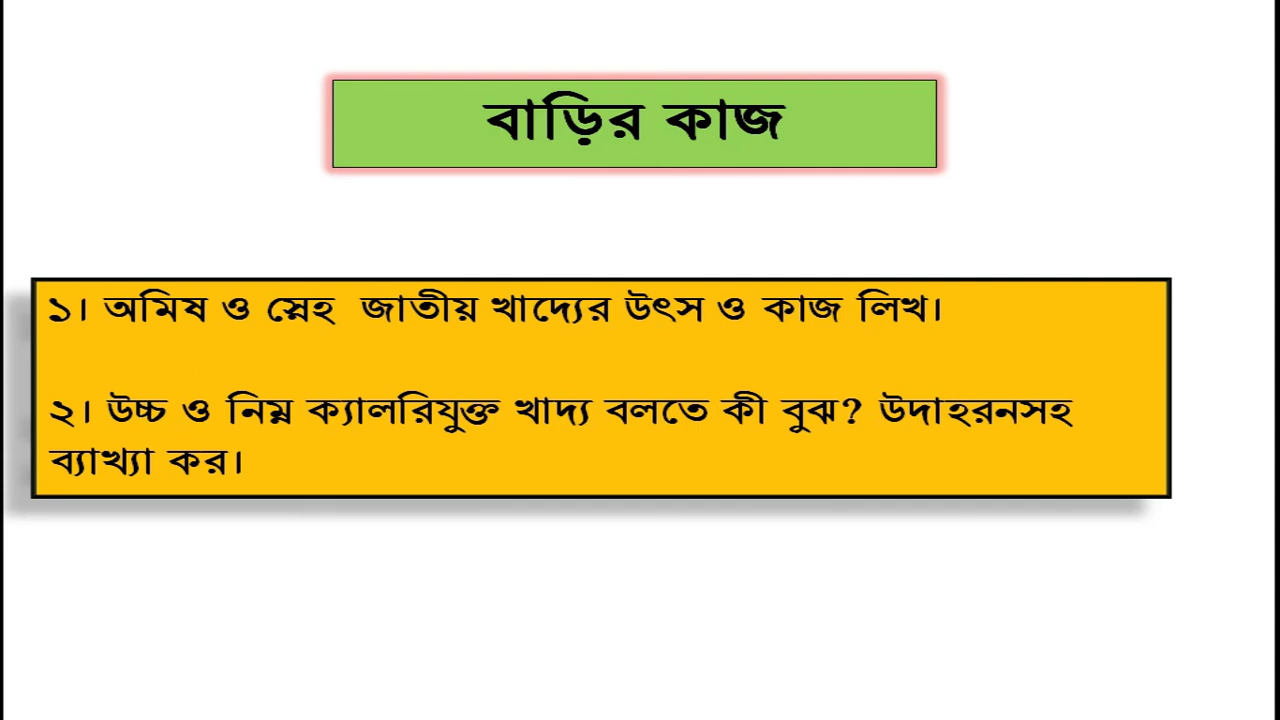 বাড়ির কাজ
১। অমিষ ও স্নেহ জাতীয় খাদ্যের উৎস ও কাজ লিখ।
২। উচ্চ ও নিম্ন ক্যালরিযুক্ত খাদ্য বলতে কী বুঝ? উদাহরনসহ
ব্যাখ্যা কর।